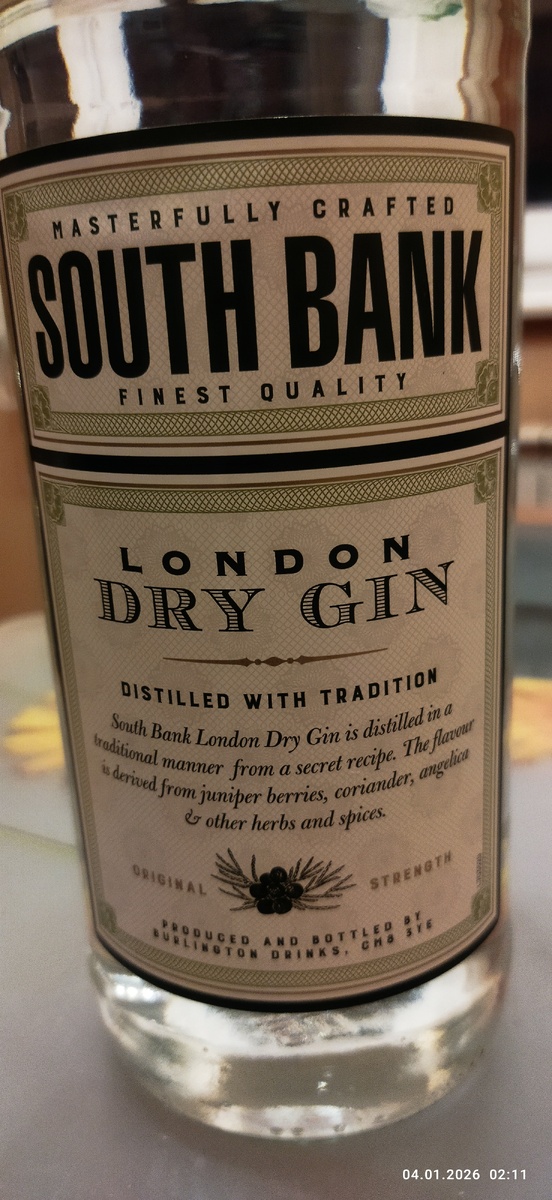 MASTERFULLY CRAFTED
SOUTH BANK
FINEST QUALITY
LONDON
DRY GIN
DISTILLED WITH TRADITION
South Bank London Dry Gin is distilled in a
traditional manner from a secret recipe. The flavour
is derived from juniper berries, coriander, angelica
& other herbs and spices.
ORIGINAL STRENGTH
PRODUCED AND BOTTLED BY
BURLINGTON DRINKS, CM8 3YE
04.01.2026 02:11